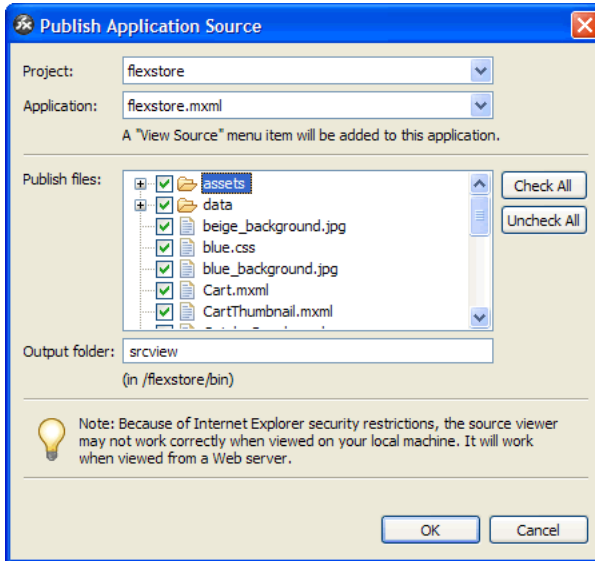 Publish Application Source
Project: flexstore
Application: flexstore.mxml
A "View Source" menu item will be added to this application.
Publish files:
assets
Check All
data
Uncheck All
beige_background.jpg
blue.css
blue_background.jpg
Cart.mxml
CartThumbnail.mxml
Output folder: srcview
(in /flexstore/bin)
Note: Because of Internet Explorer security restrictions, the source viewer
may not work correctly when viewed on your local machine. It will work
when viewed from a Web server.
OK
Cancel